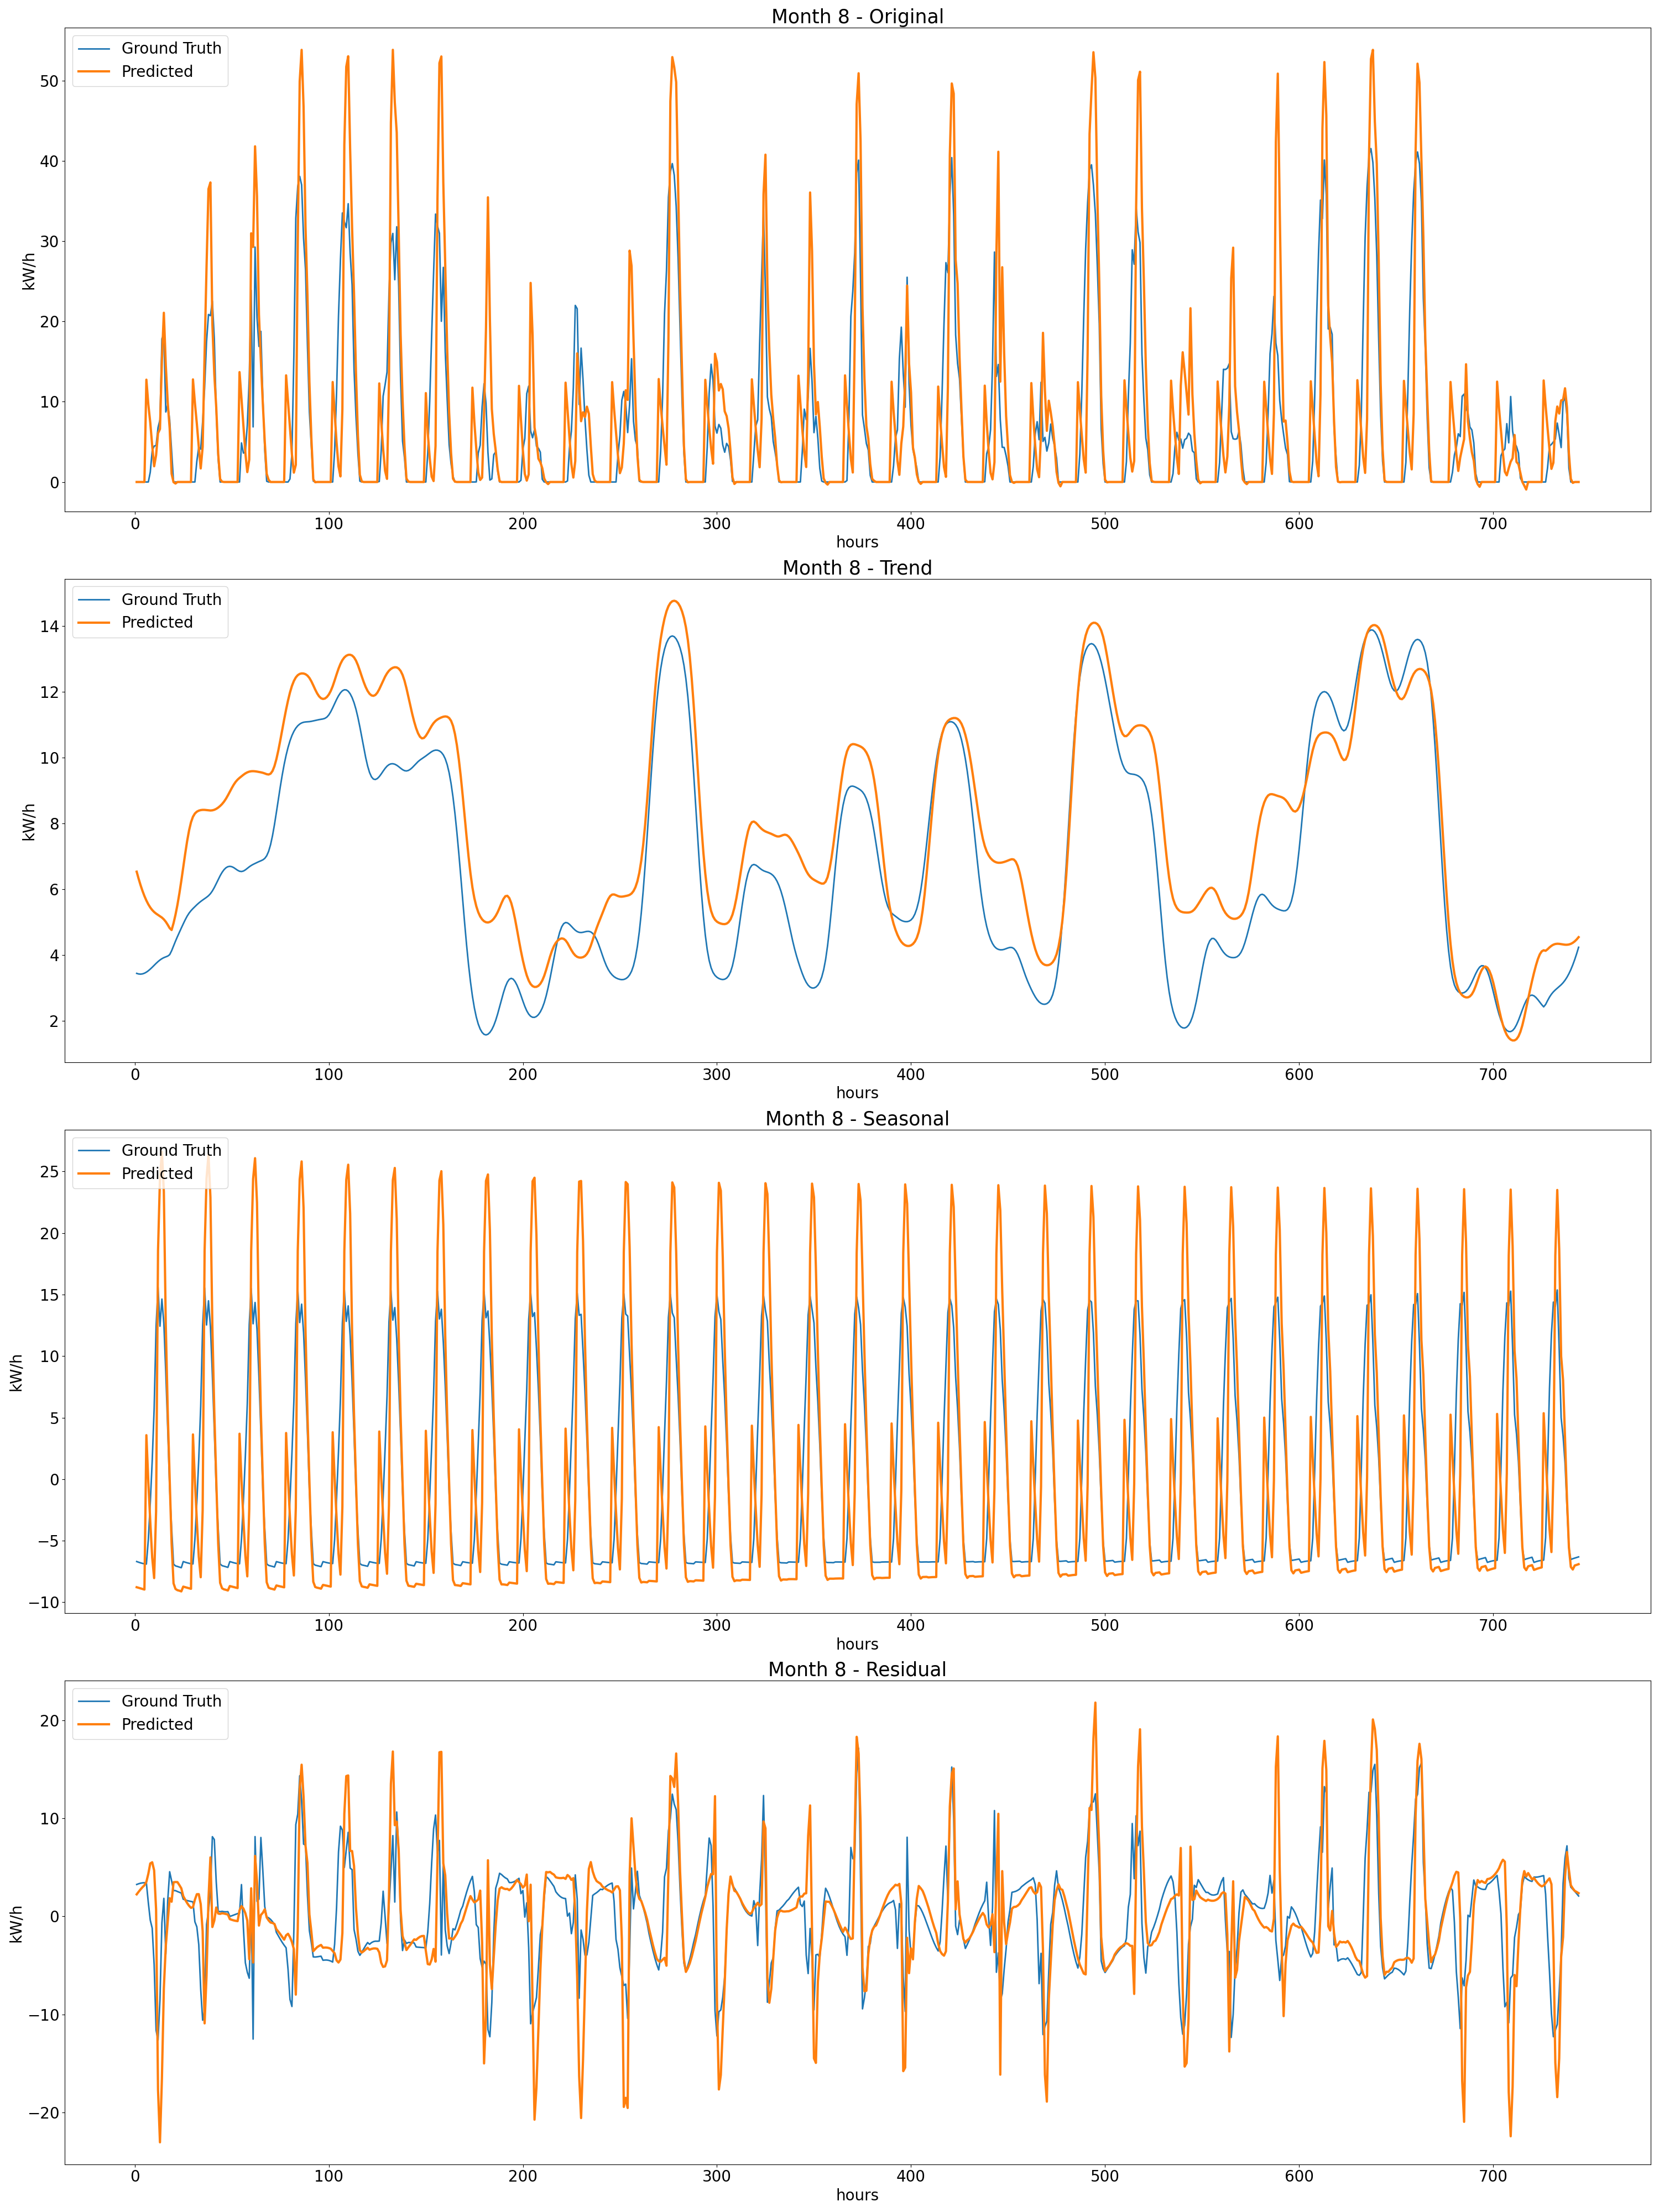 Month 8 - Original
Ground Truth
Predicted
50
40
30
20
10
0
kW/h
0 100 200 300 400 500 600 700
hours
Month 8 - Trend
Ground Truth
Predicted
14
12
10
8
6
4
2
kW/h
0 100 200 300 400 500 600 700
hours
Month 8 - Seasonal
Ground Truth
Predicted
25
20
15
10
5
0
−5
−10
kW/h
0 100 200 300 400 500 600 700
hours
Month 8 - Residual
Ground Truth
Predicted
20
10
0
−10
−20
kW/h
0 100 200 300 400 500 600 700
hours